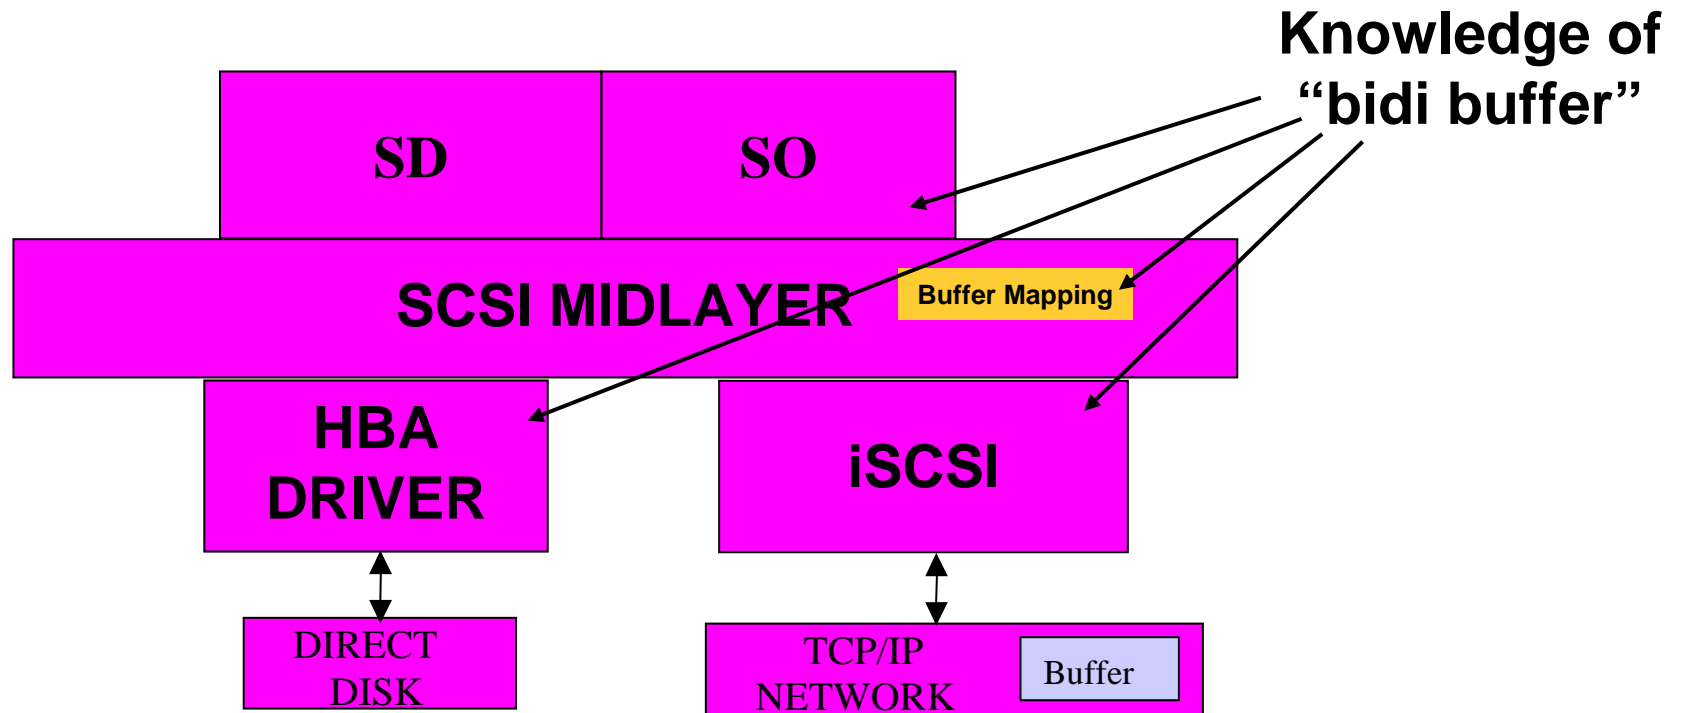 Knowledge of
“bidi buffer”
SD
SO
SCSI MIDLAYER
Buffer Mapping
HBA
DRIVER
iSCSI
DIRECT
DISK
TCP/IP
NETWORK
Buffer